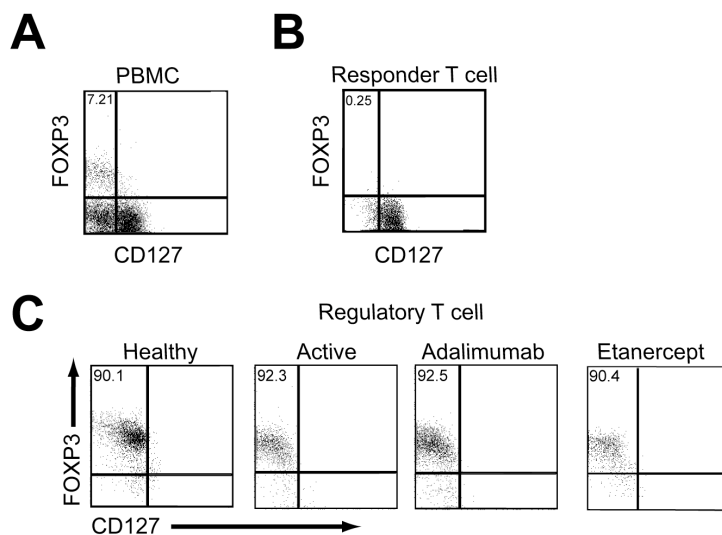 A
B
PBMC
Responder T cell
7.21
0.25
FOXP3
FOXP3
CD127
CD127
C
Regulatory T cell
Healthy
Active
Adalimumab
Etanercept
90.1
92.3
92.5
90.4
FOXP3
CD127